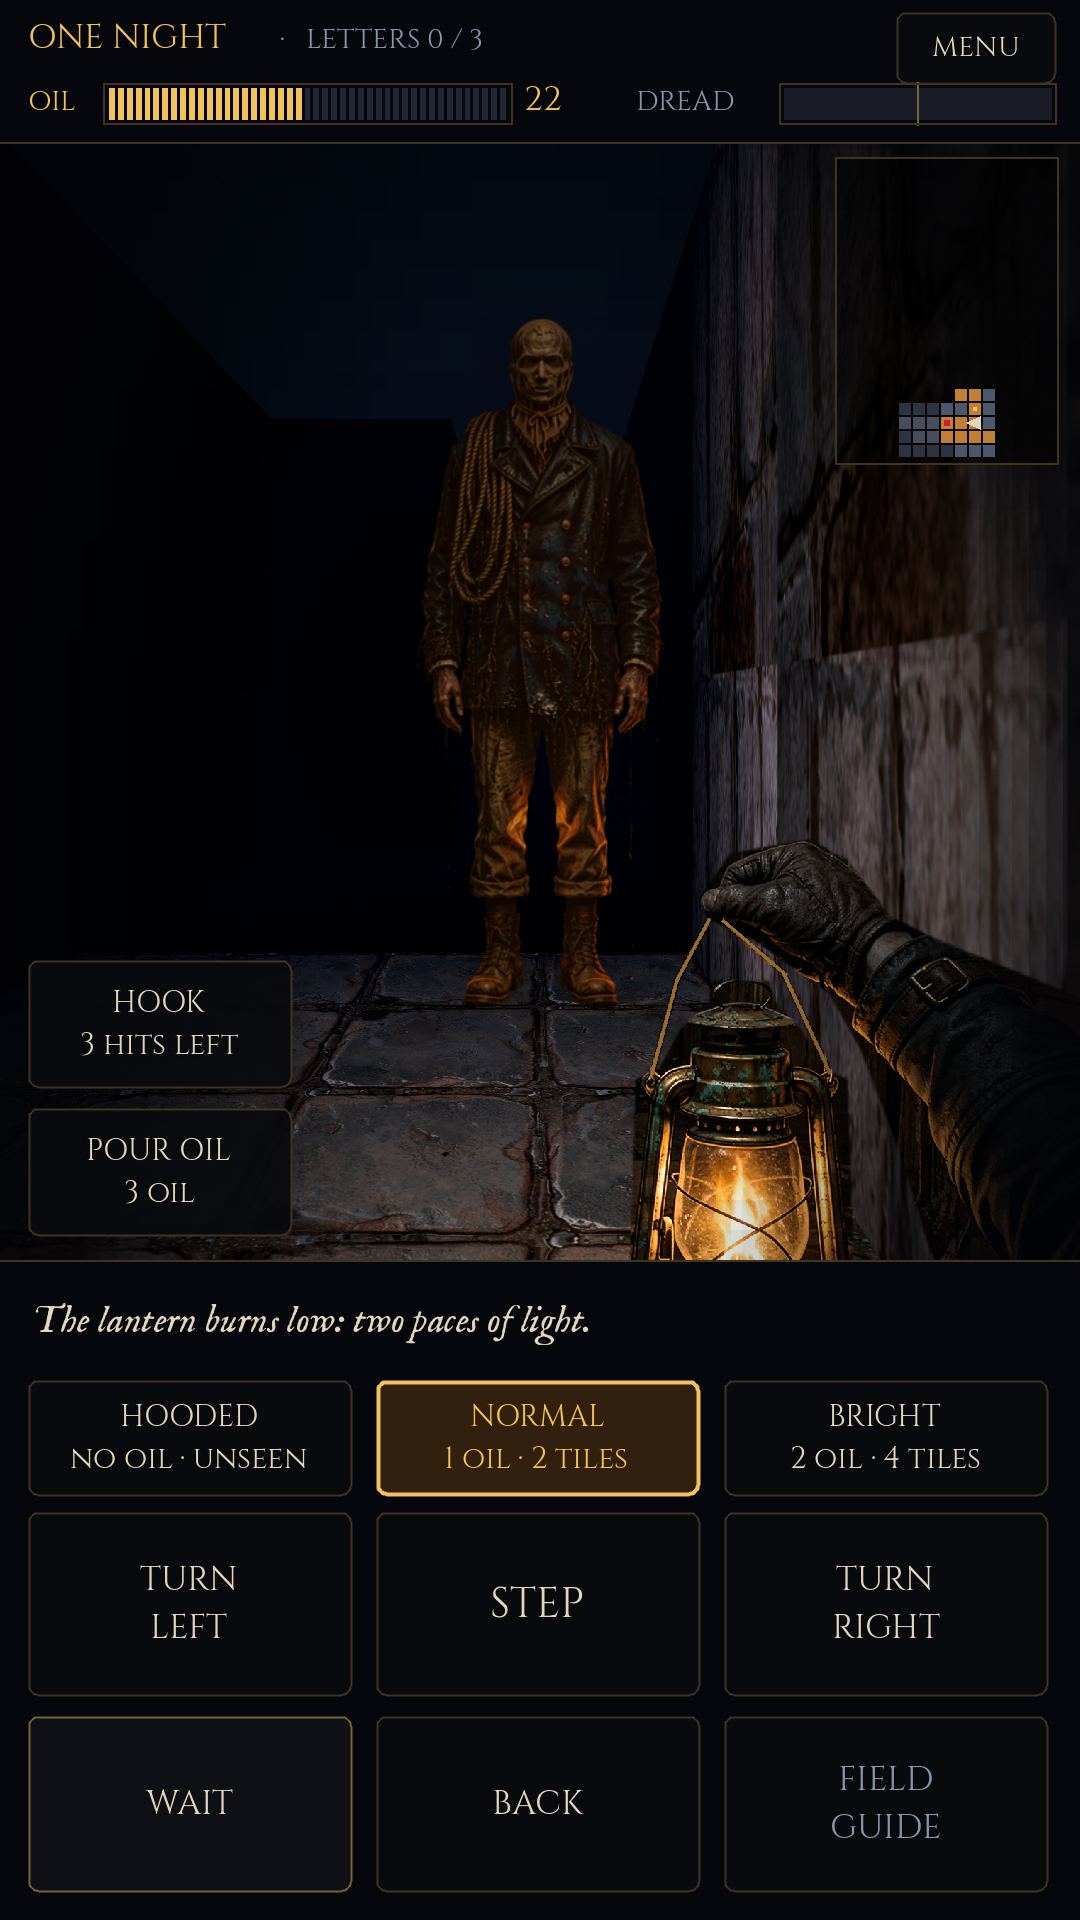 ONE NIGHT · LETTERS 0 / 3
MENU
OIL 22 DREAD
HOOK
3 HITS LEFT
POUR OIL
3 OIL
The lantern burns low: two paces of light.
HOODED
NO OIL · UNSEEN
NORMAL
1 OIL · 2 TILES
BRIGHT
2 OIL · 4 TILES
TURN
LEFT
STEP
TURN
RIGHT
WAIT
BACK
FIELD
GUIDE